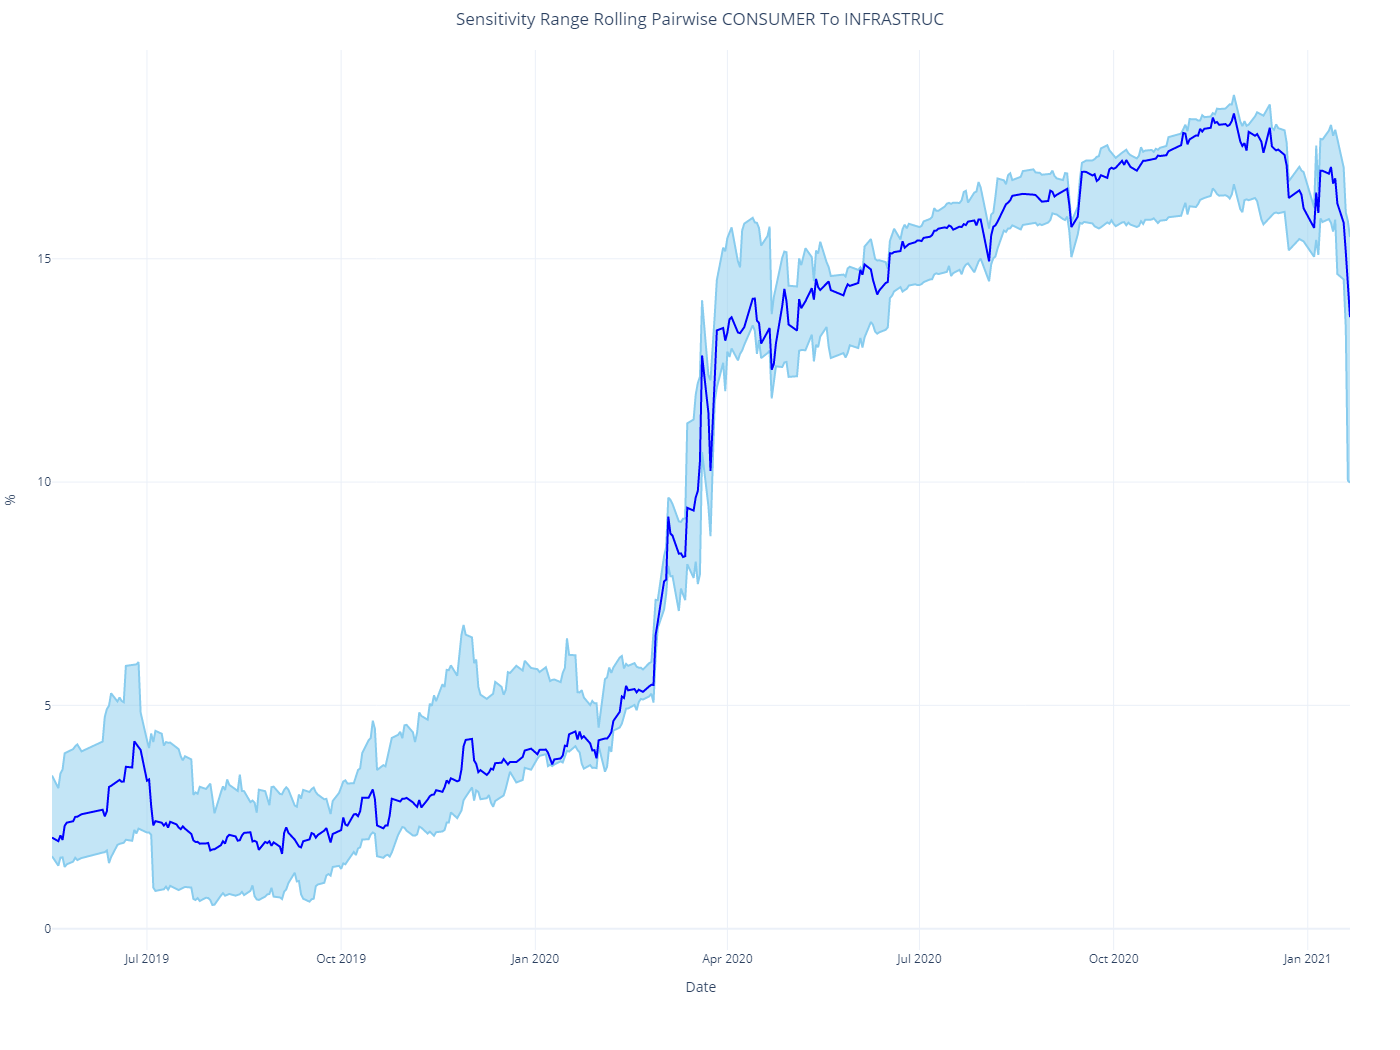 Sensitivity Range Rolling Pairwise CONSUMER To INFRASTRUC
15
10
5
0
%
Jul 2019
Oct 2019
Jan 2020
Apr 2020
Jul 2020
Oct 2020
Jan 2021
Date